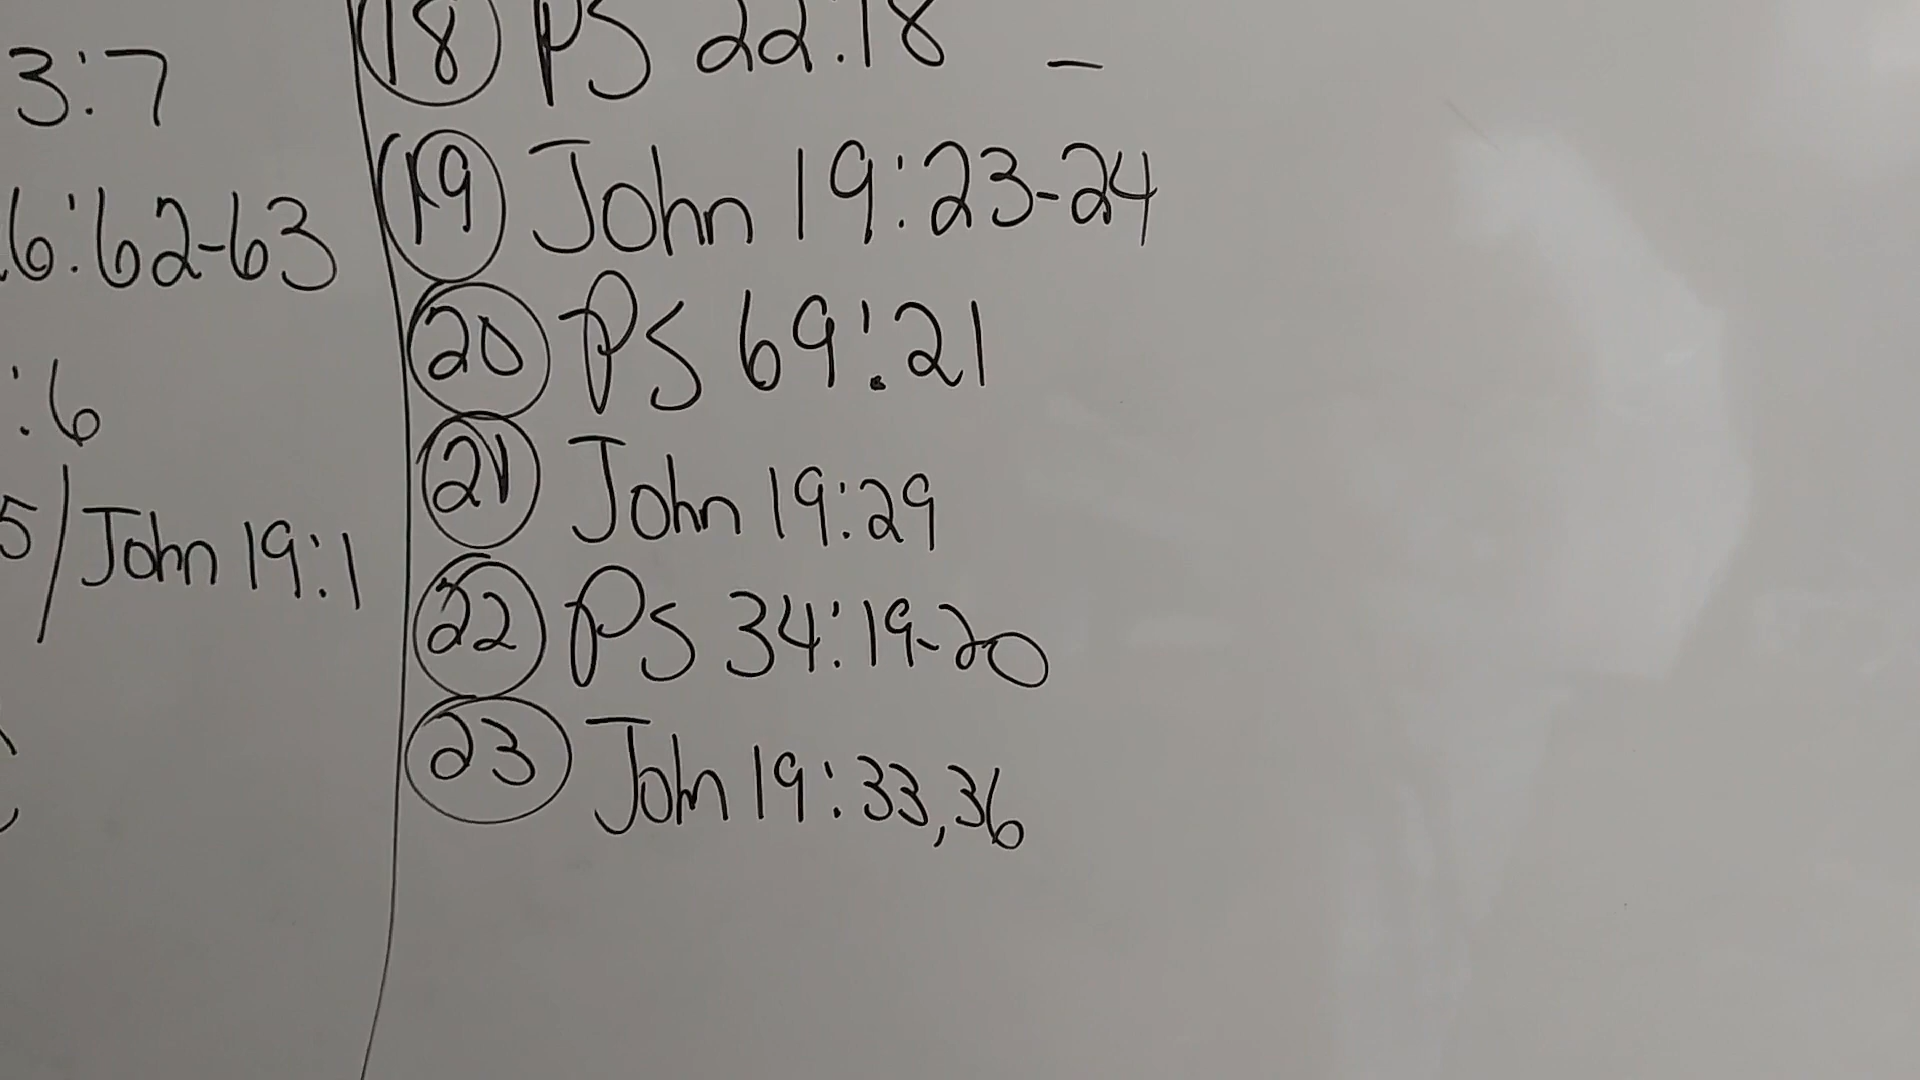 3:7
6:62-63
:6
5/John 19:1
18 PS 22:18 -
19 John 19:23-24
20 PS 69:21
21 John 19:29
22 PS 34:19-20
23 John 19:33,36